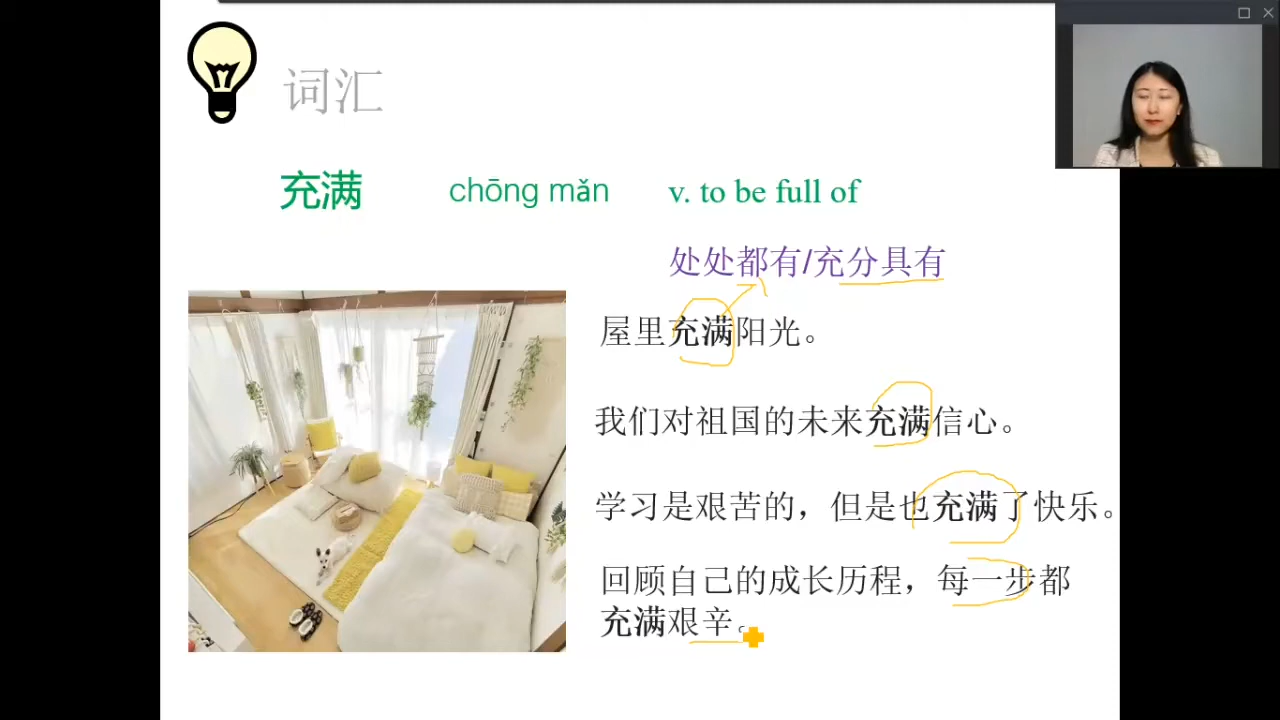 词汇
充满 chōng mǎn v. to be full of
处处都有/充分具有
屋里充满阳光。
我们对祖国的未来充满信心。
学习是艰苦的，但是也充满了快乐。
回顾自己的成长历程，每一步都
充满艰辛。